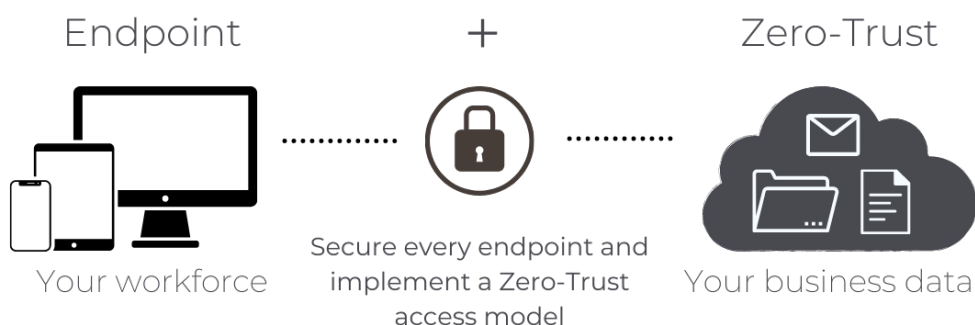 Endpoint
+
Zero-Trust
Your workforce
Secure every endpoint and
implement a Zero-Trust
access model
Your business data